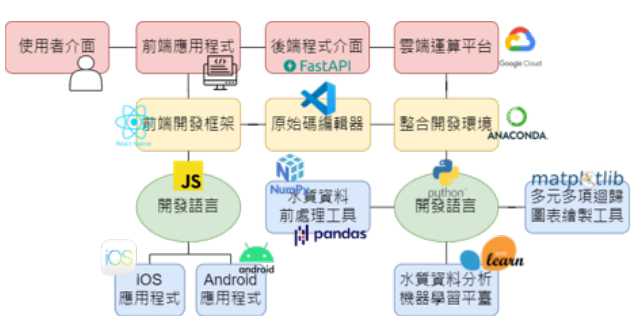 使用者介面
前端應用程式
後端程式介面
FastAPI
雲端運算平台
Google Cloud
前端開發框架
React Native
原始碼編輯器
整合開發環境
ANACONDA.
JS
開發語言
NumPy
水質資料
前處理工具
pandas
python
開發語言
matplotlib
多元多項迴歸
圖表繪製工具
iOS
iOS
應用程式
android
Android
應用程式
learn
水質資料分析
機器學習平臺